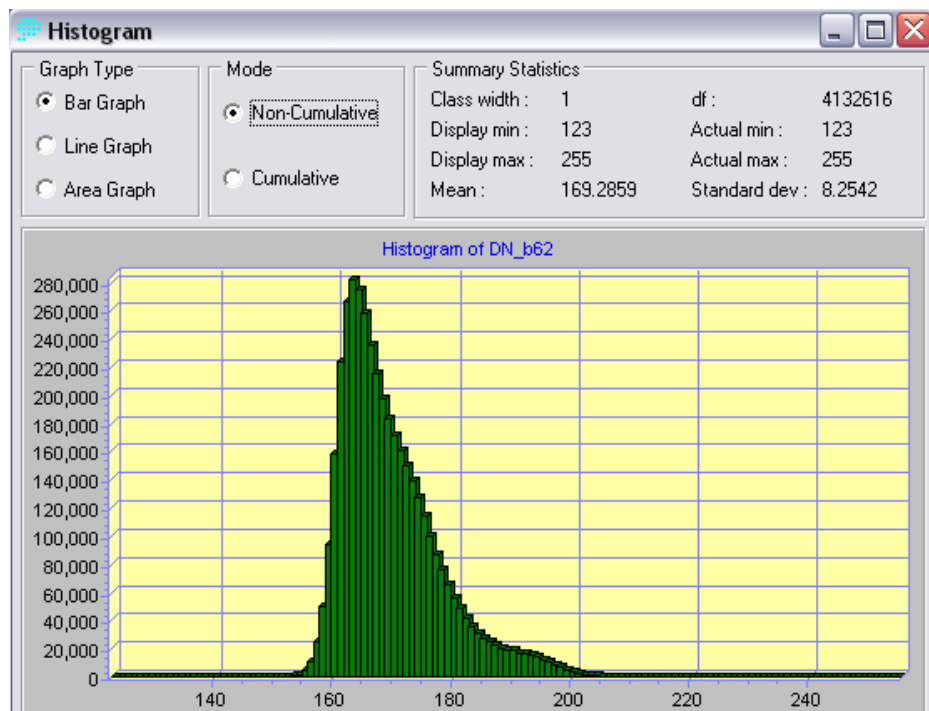 Histogram
Graph Type
Bar Graph
Line Graph
Area Graph
Mode
Non-Cumulative
Cumulative
Summary Statistics
Class width : 1 df : 4132616
Display min : 123 Actual min : 123
Display max : 255 Actual max : 255
Mean : 169.2859 Standard dev : 8.2542
Histogram of DN_b62
280,000
260,000
240,000
220,000
200,000
180,000
160,000
140,000
120,000
100,000
80,000
60,000
40,000
20,000
0
140 160 180 200 220 240